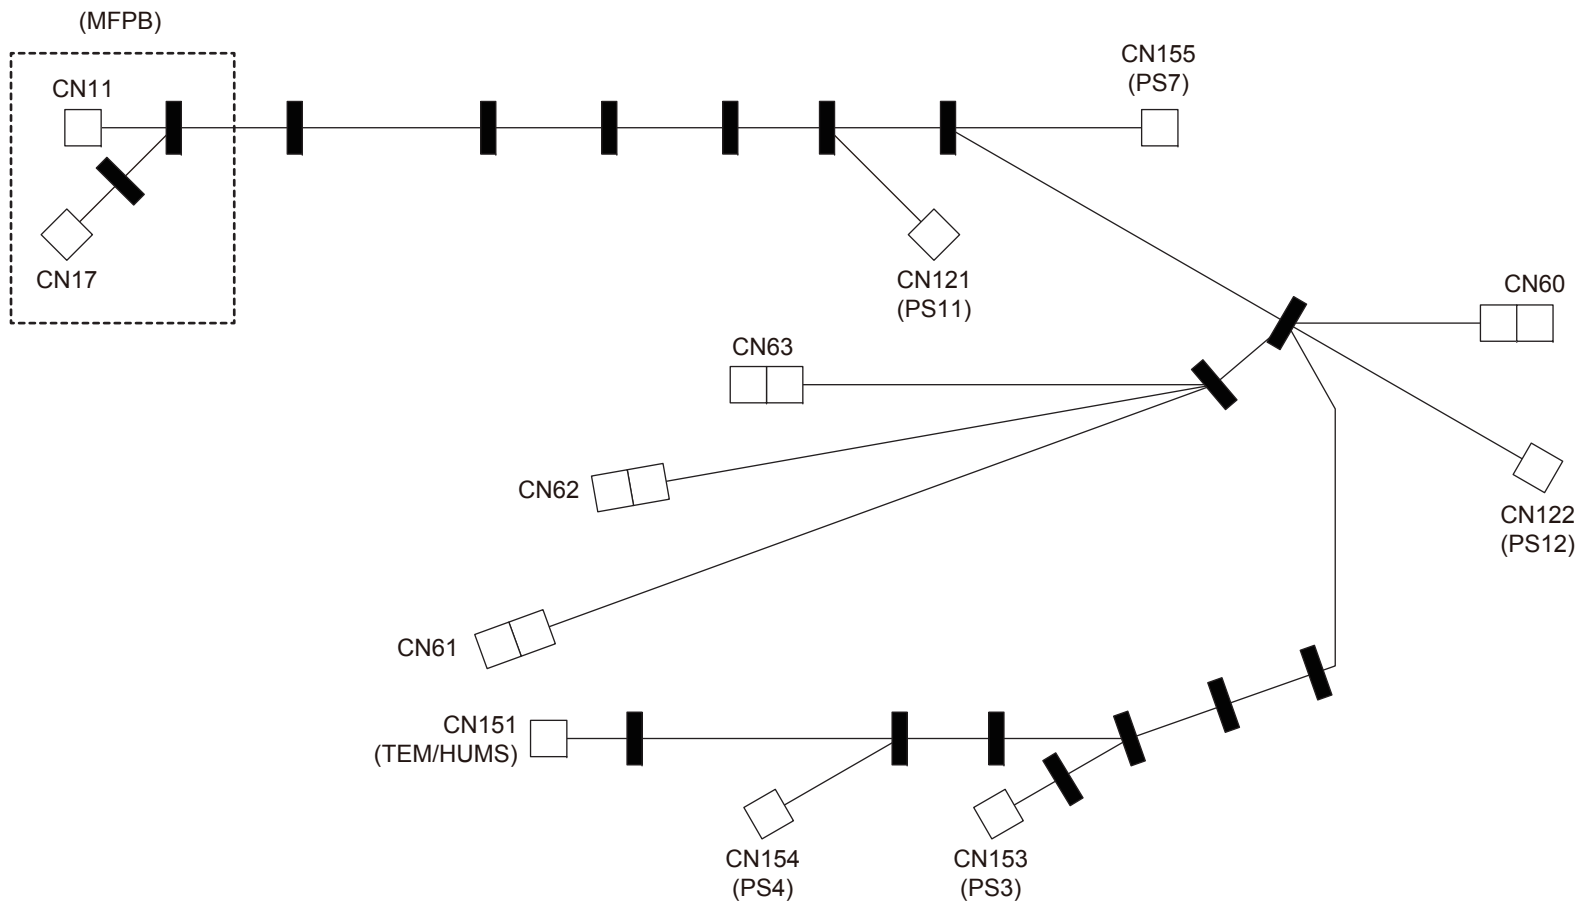 (MFPB)
CN11
CN17
CN155
(PS7)
CN121
(PS11)
CN60
CN63
CN62
CN122
(PS12)
CN61
CN151
(TEM/HUMS)
CN154
(PS4)
CN153
(PS3)